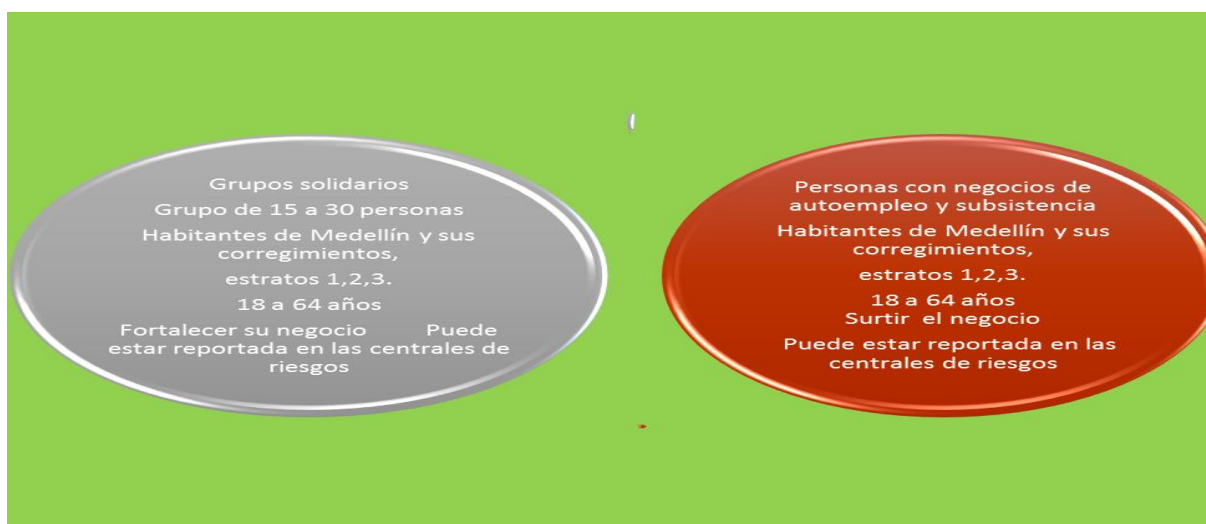 Grupos solidarios
Grupo de 15 a 30 personas
Habitantes de Medellín y sus
corregimientos,
estratos 1,2,3.
18 a 64 años
Fortalecer su negocio Puede
estar reportada en las centrales de
riesgos
Personas con negocios de
autoempleo y subsistencia
Habitantes de Medellín y sus
corregimientos,
estratos 1,2,3.
18 a 64 años
Surtir el negocio
Puede estar reportada en las
centrales de riesgos